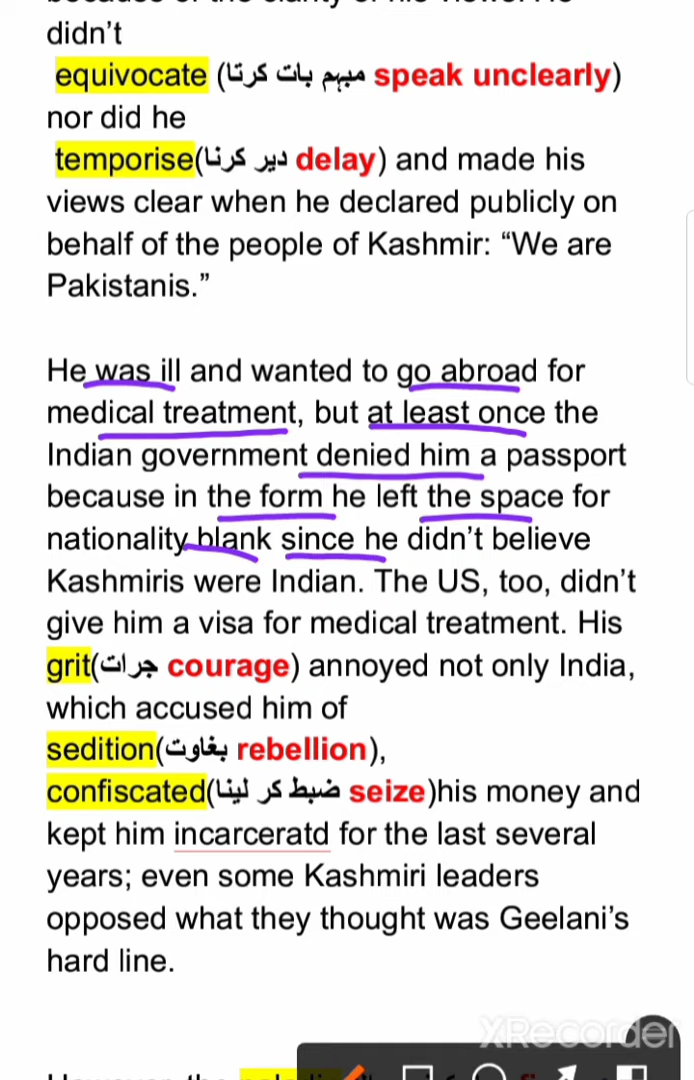 didn't
equivocate (مبہم بات کرتا speak unclearly)
nor did he
temporise(دیر کرنا delay) and made his
views clear when he declared publicly on
behalf of the people of Kashmir: “We are
Pakistanis.”
He was ill and wanted to go abroad for
medical treatment, but at least once the
Indian government denied him a passport
because in the form he left the space for
nationality blank since he didn't believe
Kashmiris were Indian. The US, too, didn't
give him a visa for medical treatment. His
grit(جرات courage) annoyed not only India,
which accused him of
sedition(بغاوت rebellion),
confiscated(ضبط کر لینا seize)his money and
kept him incarceratd for the last several
years; even some Kashmiri leaders
opposed what they thought was Geelani's
hard line.
XRecorder